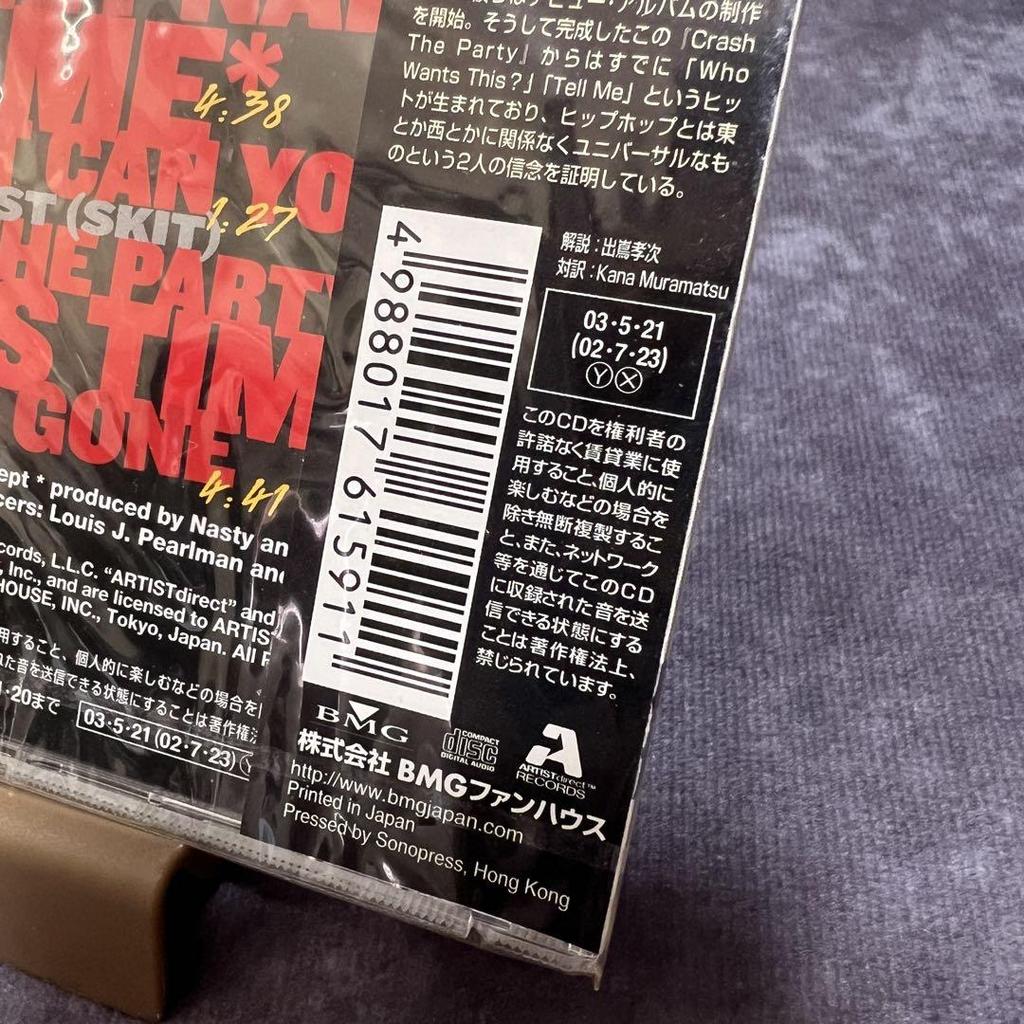 ME*
4:38
CAN YO
ST (SKIT)
1:27
HE PART
S TIM
GONE
4:41
ept * produced by Nasty an
cers: Louis J. Pearlman and
cords, L.L.C. “ARTISTdirect” and
, Inc., and are licensed to ARTIS
HOUSE, INC., Tokyo, Japan. All
用すること、個人的に楽しむなどの場合を
た音を送信できる状態にすることは著作権法
・20まで
03・5・21 (02・7・23) Ⓨ
ビュー・アルバムの制作
を開始。そうして完成したこの『Crash
The Party』からはすでに「Who
Wants This?」「Tell Me」というヒッ
トが生まれており、ヒップホップとは東
とか西とかに関係なくユニバーサルなも
のという2人の信念を証明している。
解説：出嶌孝次
対訳：Kana Muramatsu
4988017615911
03・5・21
(02・7・23)
ⓎⓍ
このCDを権利者の
許諾なく賃貸業に使
用すること、個人的に
楽しむなどの場合を
除き無断複製するこ
と、また、ネットワーク
等を通じてこのCD
に収録された音を送
信できる状態にする
ことは著作権法上、
禁じられています。
BMG
COMPACT
disc
DIGITAL AUDIO
A
ARTISTdirect™
RECORDS
株式会社 BMGファンハウス
http://www.bmgjapan.com
Printed in Japan
Pressed by Sonopress, Hong Kong